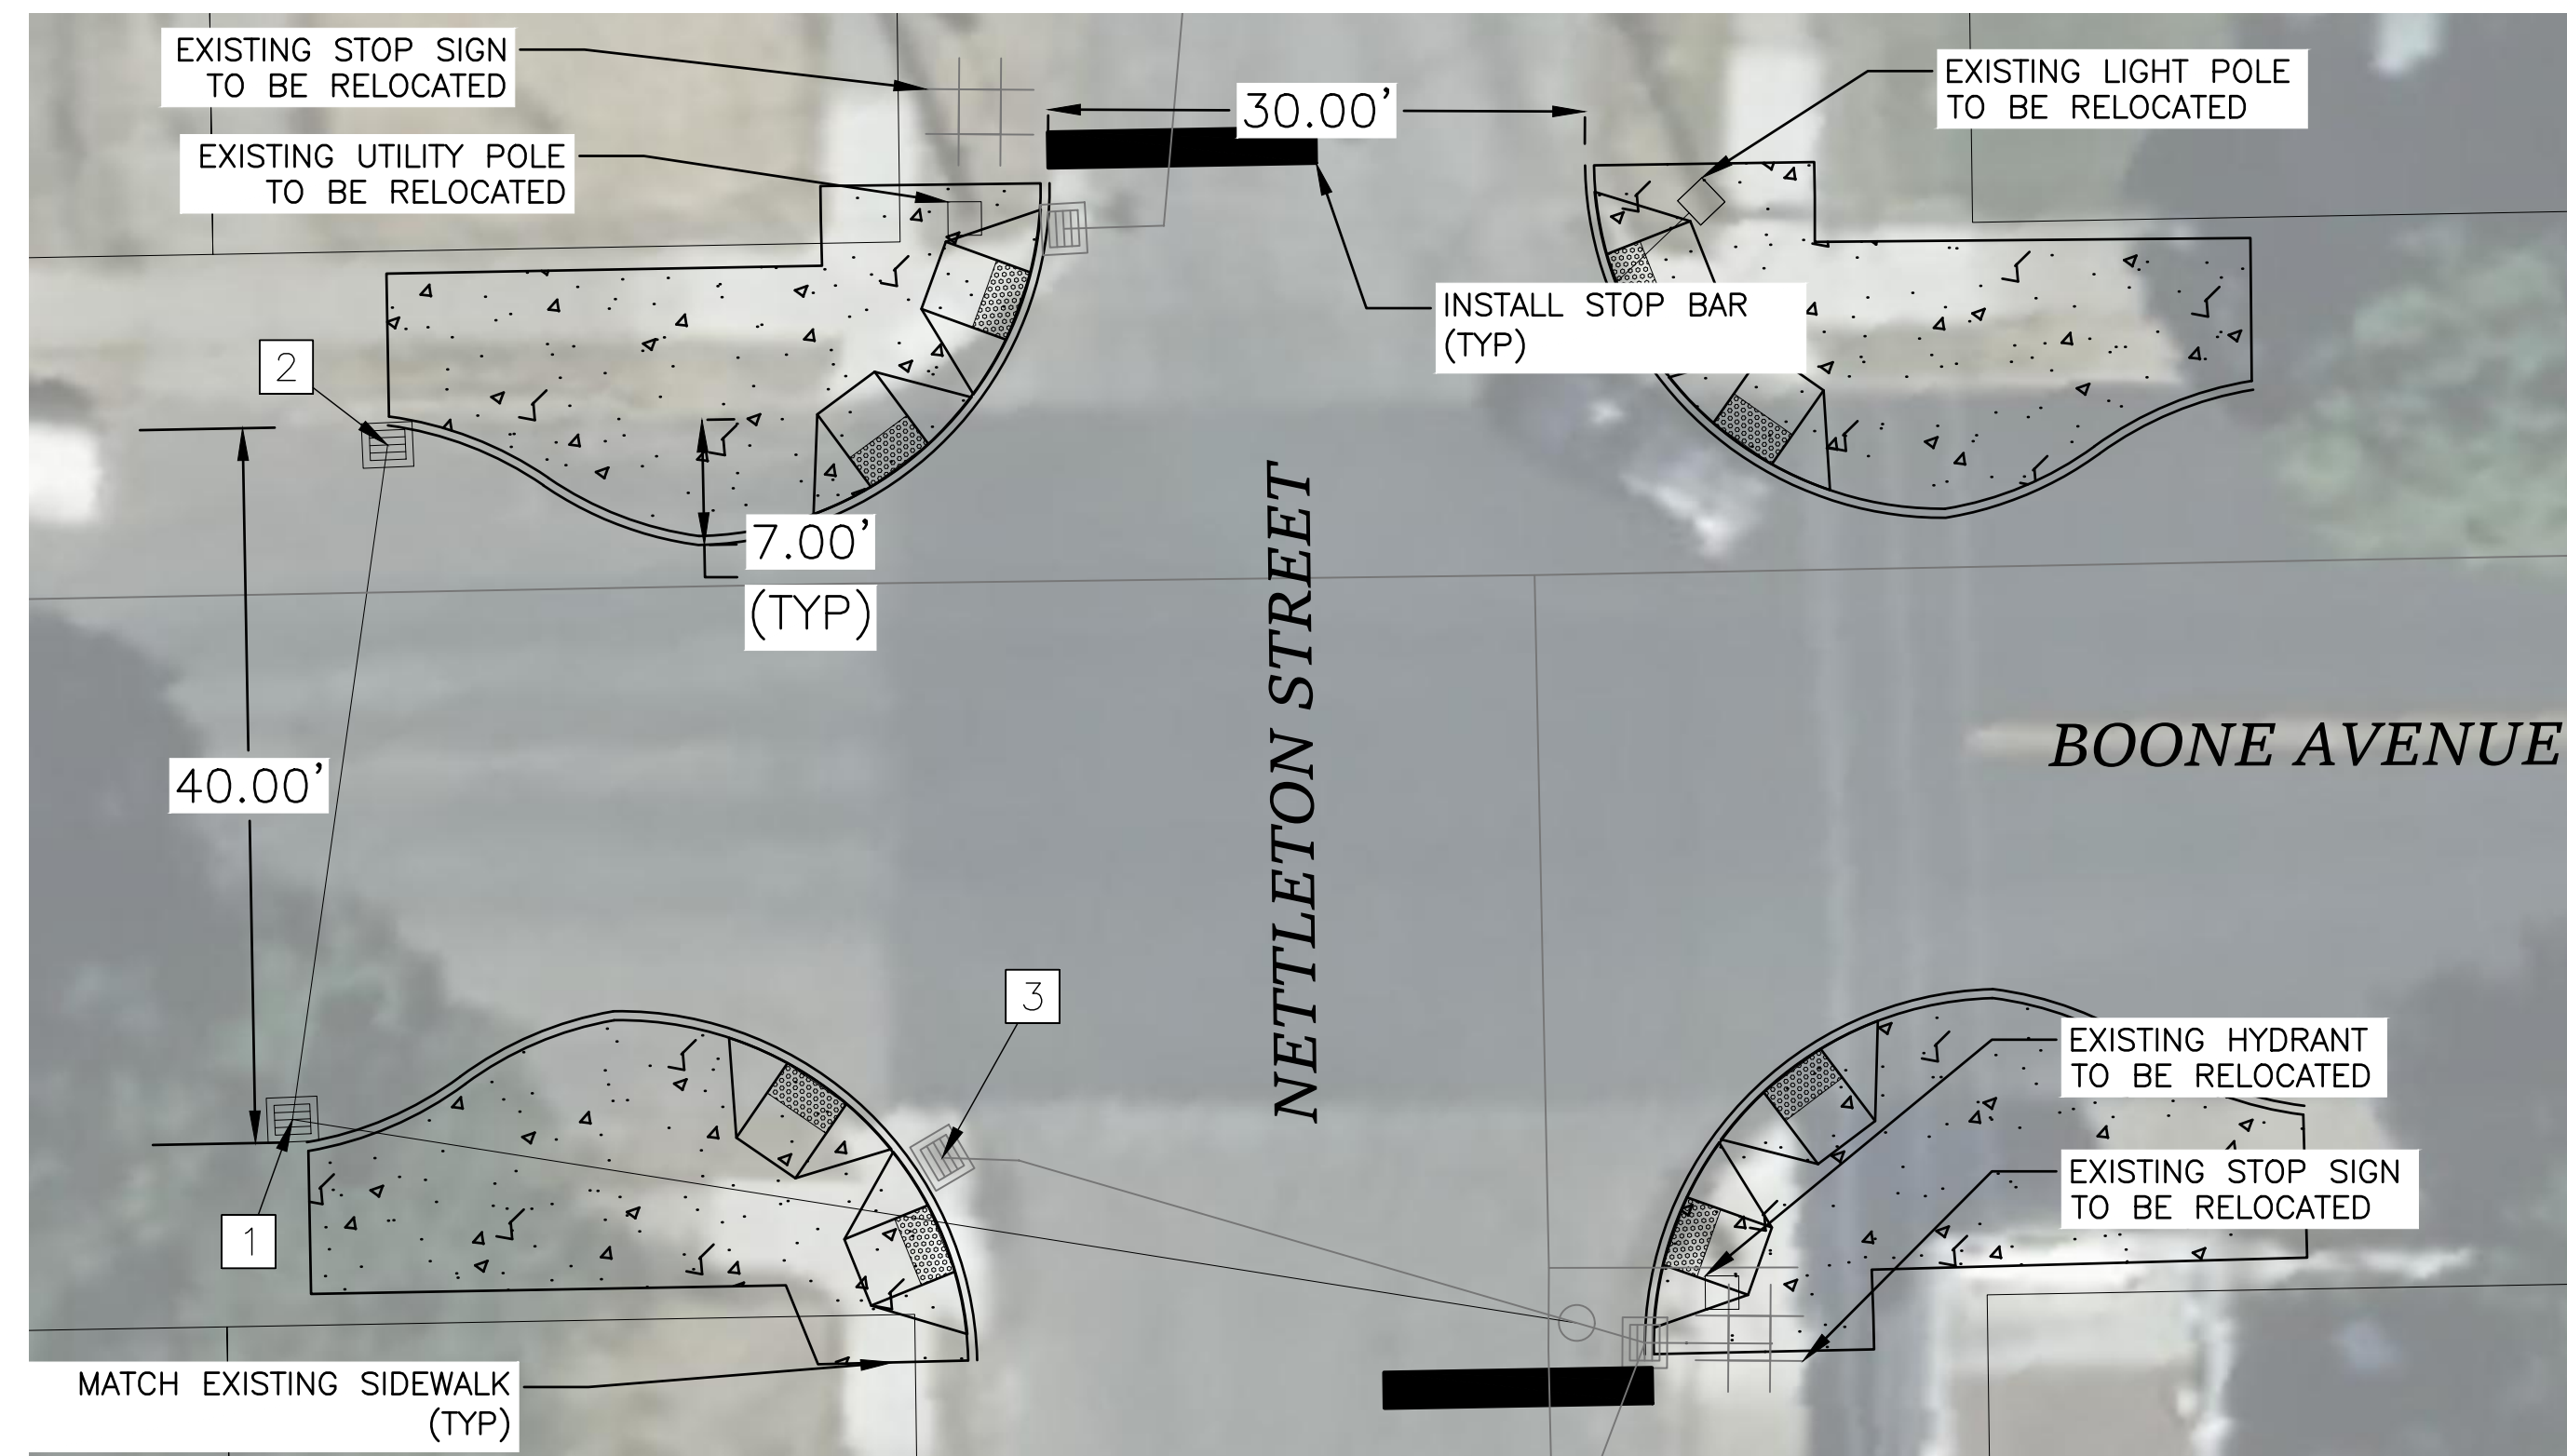 EXISTING STOP SIGN
TO BE RELOCATED
30.00'
EXISTING LIGHT POLE
TO BE RELOCATED
EXISTING UTILITY POLE
TO BE RELOCATED
INSTALL STOP BAR
(TYP)
2
7.00'
(TYP)
NETTLETON STREET
BOONE AVENUE
40.00'
3
EXISTING HYDRANT
TO BE RELOCATED
EXISTING STOP SIGN
TO BE RELOCATED
1
MATCH EXISTING SIDEWALK
(TYP)